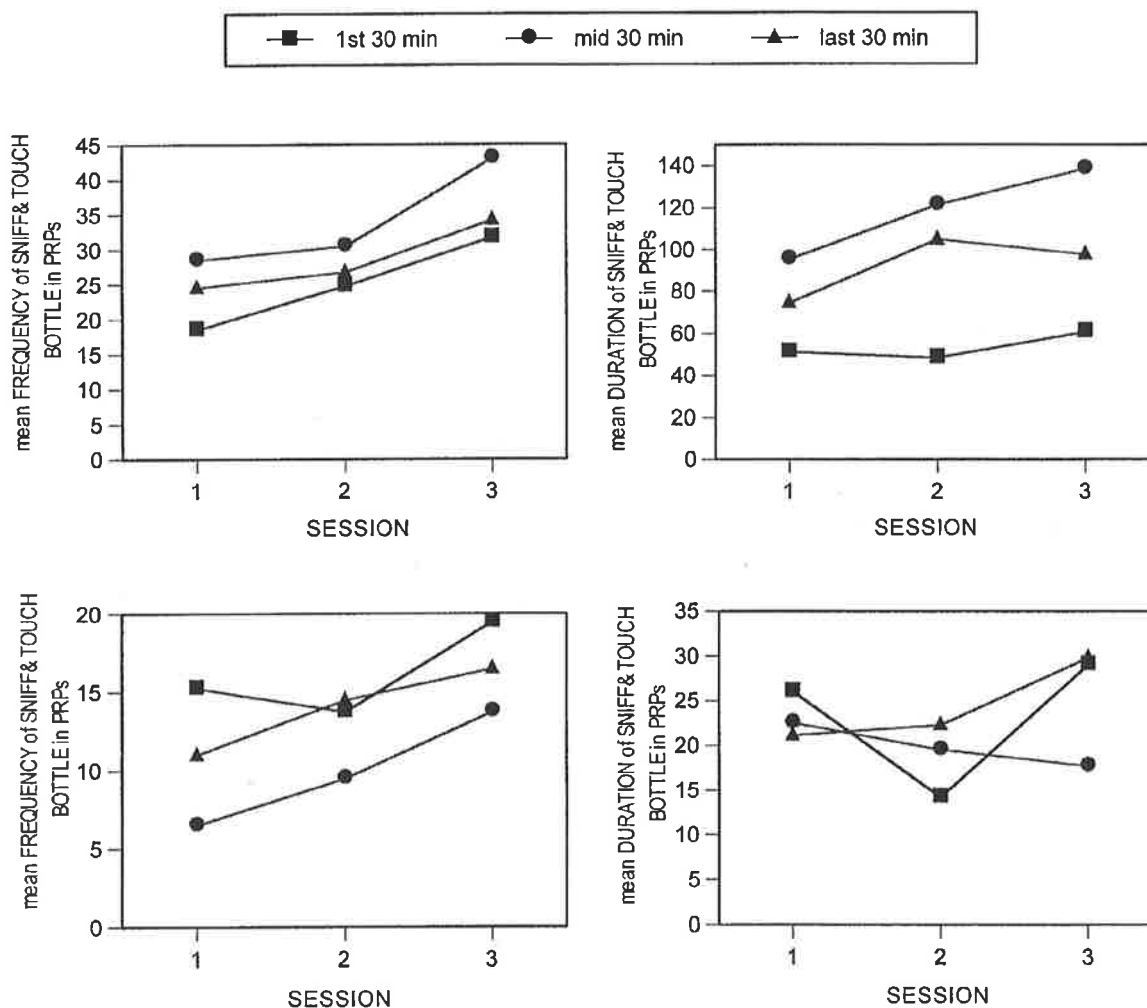 1st 30 min mid 30 min last 30 min
mean FREQUENCY of SNIFF& TOUCH
BOTTLE in PRPs
45
40
35
30
25
20
15
10
5
0
1 2 3
SESSION
mean DURATION of SNIFF& TOUCH
BOTTLE in PRPs
140
120
100
80
60
40
20
0
1 2 3
SESSION
mean FREQUENCY of SNIFF& TOUCH
BOTTLE in PRPs
20
15
10
5
0
1 2 3
SESSION
mean DURATION of SNIFF& TOUCH
BOTTLE in PRPs
35
30
25
20
15
10
5
0
1 2 3
SESSION